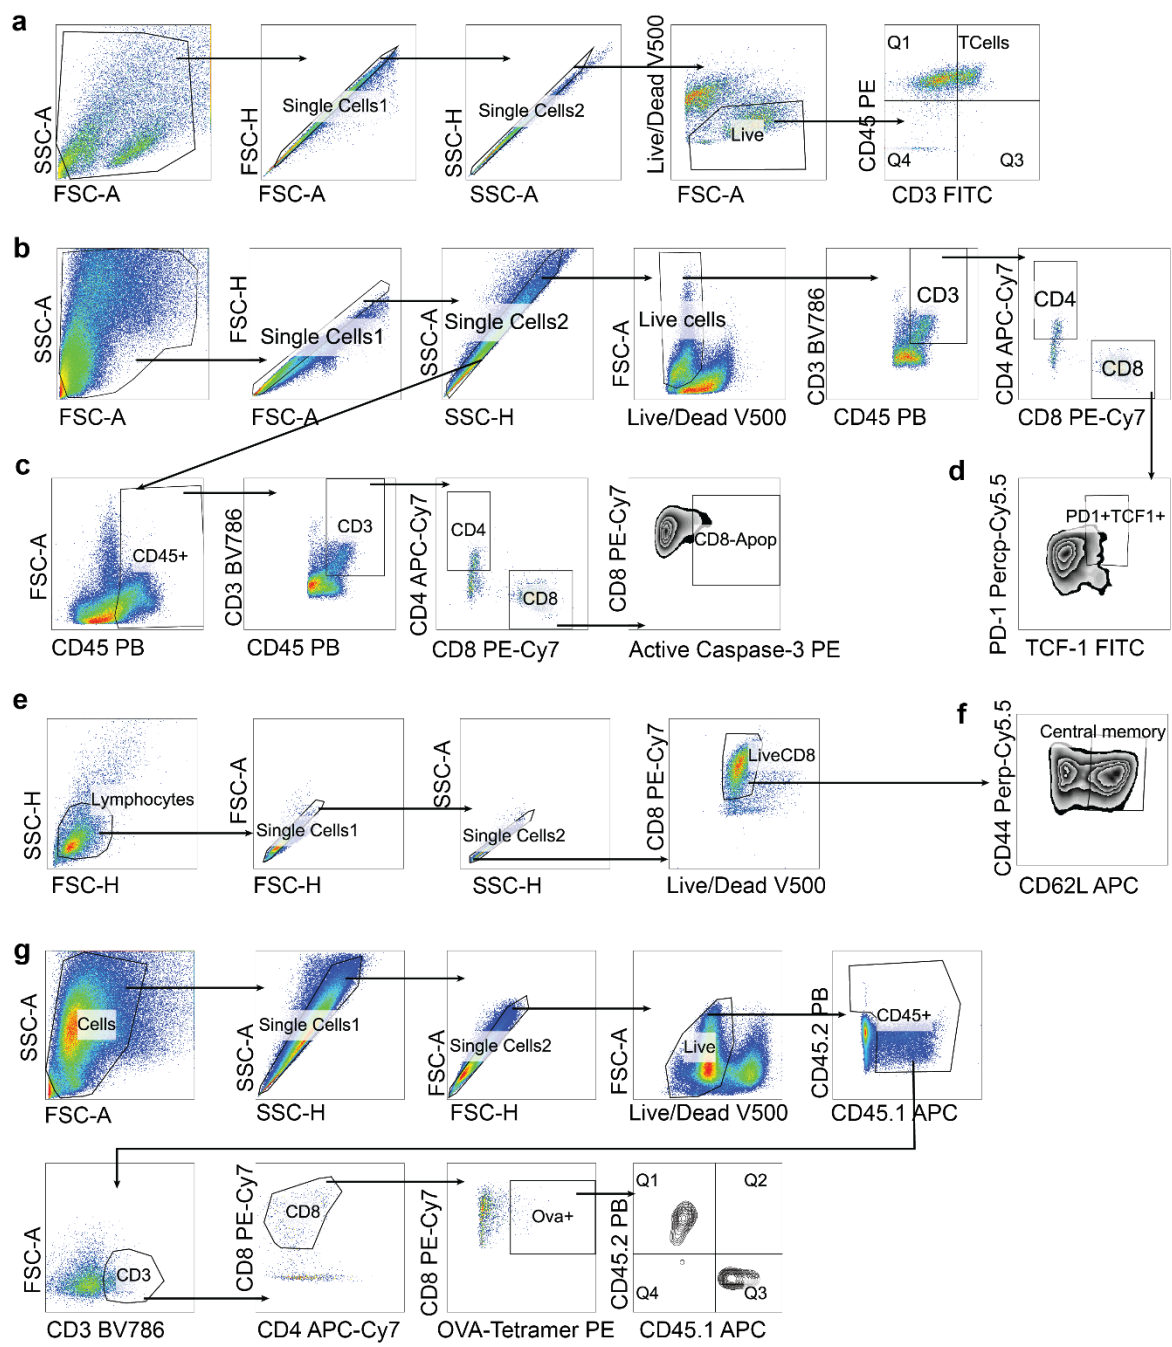 a
SSC-A
FSC-A
FSC-H
Single Cells1
FSC-A
SSC-H
Single Cells2
SSC-A
Live/Dead V500
Live
FSC-A
CD45 PE
Q1
TCells
Q4
Q3
CD3 FITC
b
SSC-A
FSC-A
FSC-H
Single Cells1
FSC-A
SSC-A
Single Cells2
SSC-H
FSC-A
Live cells
Live/Dead V500
CD3 BV786
CD3
CD45 PB
CD4 APC-Cy7
CD4
CD8
CD8 PE-Cy7
c
FSC-A
CD45+
CD45 PB
CD3 BV786
CD3
CD45 PB
CD4 APC-Cy7
CD4
CD8
CD8 PE-Cy7
CD8 PE-Cy7
CD8-Apop
Active Caspase-3 PE
d
PD-1 Percp-Cy5.5
PD1+TCF1+
TCF-1 FITC
e
SSC-H
Lymphocytes
FSC-H
FSC-A
Single Cells1
FSC-H
SSC-A
Single Cells2
SSC-H
CD8 PE-Cy7
LiveCD8
Live/Dead V500
f
CD44 Perp-Cy5.5
Central memory
CD62L APC
g
SSC-A
Cells
FSC-A
SSC-A
Single Cells1
SSC-H
FSC-A
Single Cells2
FSC-H
FSC-A
Live
Live/Dead V500
CD45.2 PB
CD45+
CD45.1 APC
FSC-A
CD3
CD3 BV786
CD8 PE-Cy7
CD8
CD4 APC-Cy7
CD8 PE-Cy7
Ova+
OVA-Tetramer PE
CD45.2 PB
Q1
Q2
Q4
Q3
CD45.1 APC